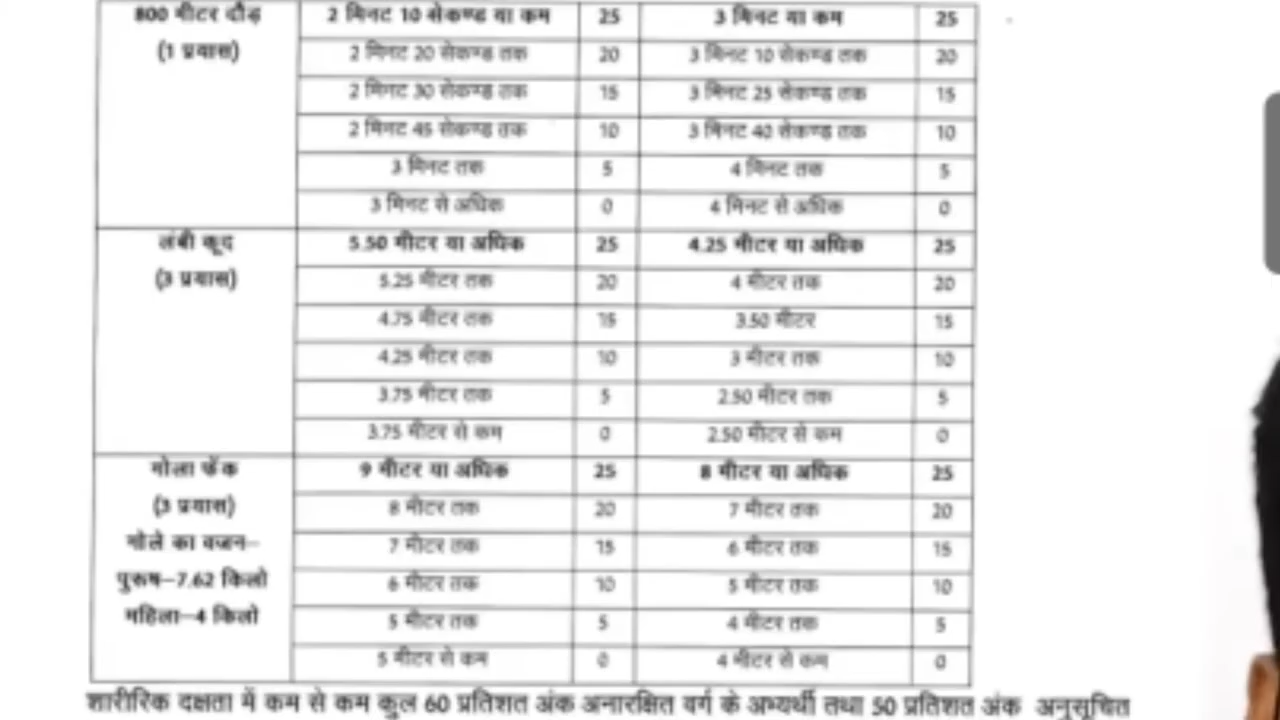 800 मीटर दौड़ 2 मिनट 10 सेकण्ड या कम 25 3 मिनट या कम 25
(1 प्रयास) 2 मिनट 20 सेकण्ड तक 20 3 मिनट 10 सेकण्ड तक 20
2 मिनट 30 सेकण्ड तक 15 3 मिनट 25 सेकण्ड तक 15
2 मिनट 45 सेकण्ड तक 10 3 मिनट 40 सेकण्ड तक 10
3 मिनट तक 5 4 मिनट तक 5
3 मिनट से अधिक 0 4 मिनट से अधिक 0
लंबी कूद 5.50 मीटर या अधिक 25 4.25 मीटर या अधिक 25
(3 प्रयास) 5.25 मीटर तक 20 4 मीटर तक 20
4.75 मीटर तक 15 3.50 मीटर 15
4.25 मीटर तक 10 3 मीटर तक 10
3.75 मीटर तक 5 2.50 मीटर तक 5
3.75 मीटर से कम 0 2.50 मीटर से कम 0
गोला फेंक 9 मीटर या अधिक 25 8 मीटर या अधिक 25
(3 प्रयास) 8 मीटर तक 20 7 मीटर तक 20
गोले का वजन– 7 मीटर तक 15 6 मीटर तक 15
पुरूष–7.62 किलो 6 मीटर तक 10 5 मीटर तक 10
महिला–4 किलो 5 मीटर तक 5 4 मीटर तक 5
5 मीटर से कम 0 4 मीटर से कम 0
शारीरिक दक्षता में कम से कम कुल 60 प्रतिशत अंक अनारक्षित वर्ग के अभ्यर्थी तथा 50 प्रतिशत अंक अनुसूचित